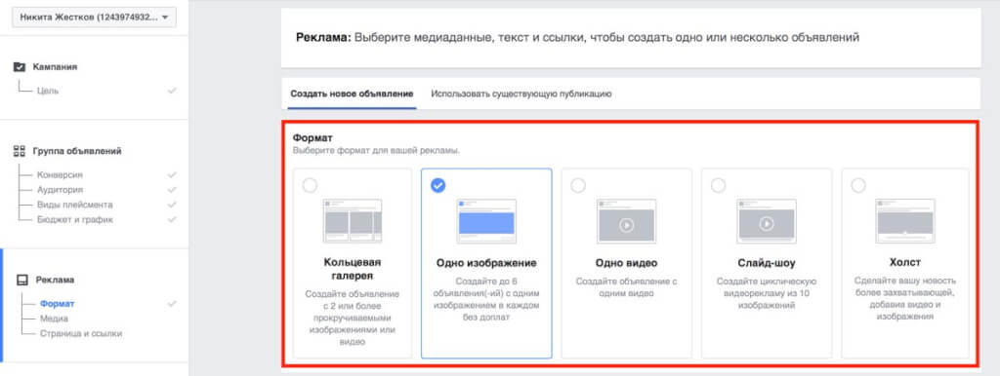 Никита Жестков (1243974932...
Кампания
Цель
Группа объявлений
Конверсия
Аудитория
Виды плейсмента
Бюджет и график
Реклама
Формат
Медиа
Страница и ссылки
Реклама: Выберите медиаданные, текст и ссылки, чтобы создать одно или несколько объявлений
Создать новое объявление Использовать существующую публикацию
Формат
Выберите формат для вашей рекламы.
Кольцевая
галерея
Создайте объявление
с 2 или более
прокручиваемыми
изображениями или
видео
Одно изображение
Создайте до 6
объявления(-ий) с одним
изображением в каждом
без доплат
Одно видео
Создайте объявление с
одним видео
Слайд-шоу
Создайте циклическую
видеорекламу из 10
изображений
Холст
Сделайте вашу новость
более захватывающей,
добавив видео и
изображения